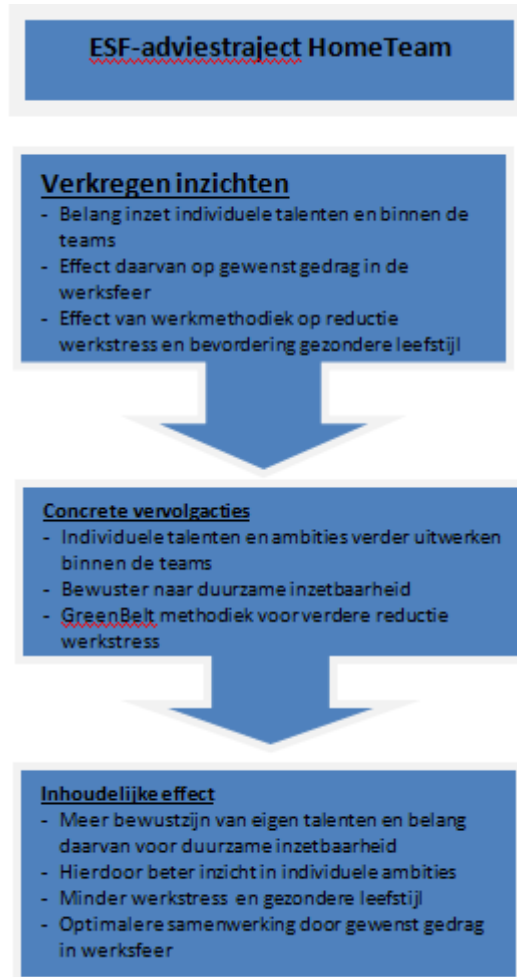 ESF-adviestraject HomeTeam
Verkregen inzichten
- Belang inzet individuele talenten en binnen de
teams
- Effect daarvan op gewenst gedrag in de
werksfeer
- Effect van werkmethodiek op reductie
werkstress en bevordering gezondere leefstijl
Concrete vervolgacties
- Individuele talenten en ambities verder uitwerken
binnen de teams
- Bewuster naar duurzame inzetbaarheid
- GreenBelt methodiek voor verdere reductie
werkstress
Inhoudelijke effect
- Meer bewustzijn van eigen talenten en belang
daarvan voor duurzame inzetbaarheid
- Hierdoor beter inzicht in individuele ambities
- Minder werkstress en gezondere leefstijl
- Optimalere samenwerking door gewenst gedrag
in werksfeer